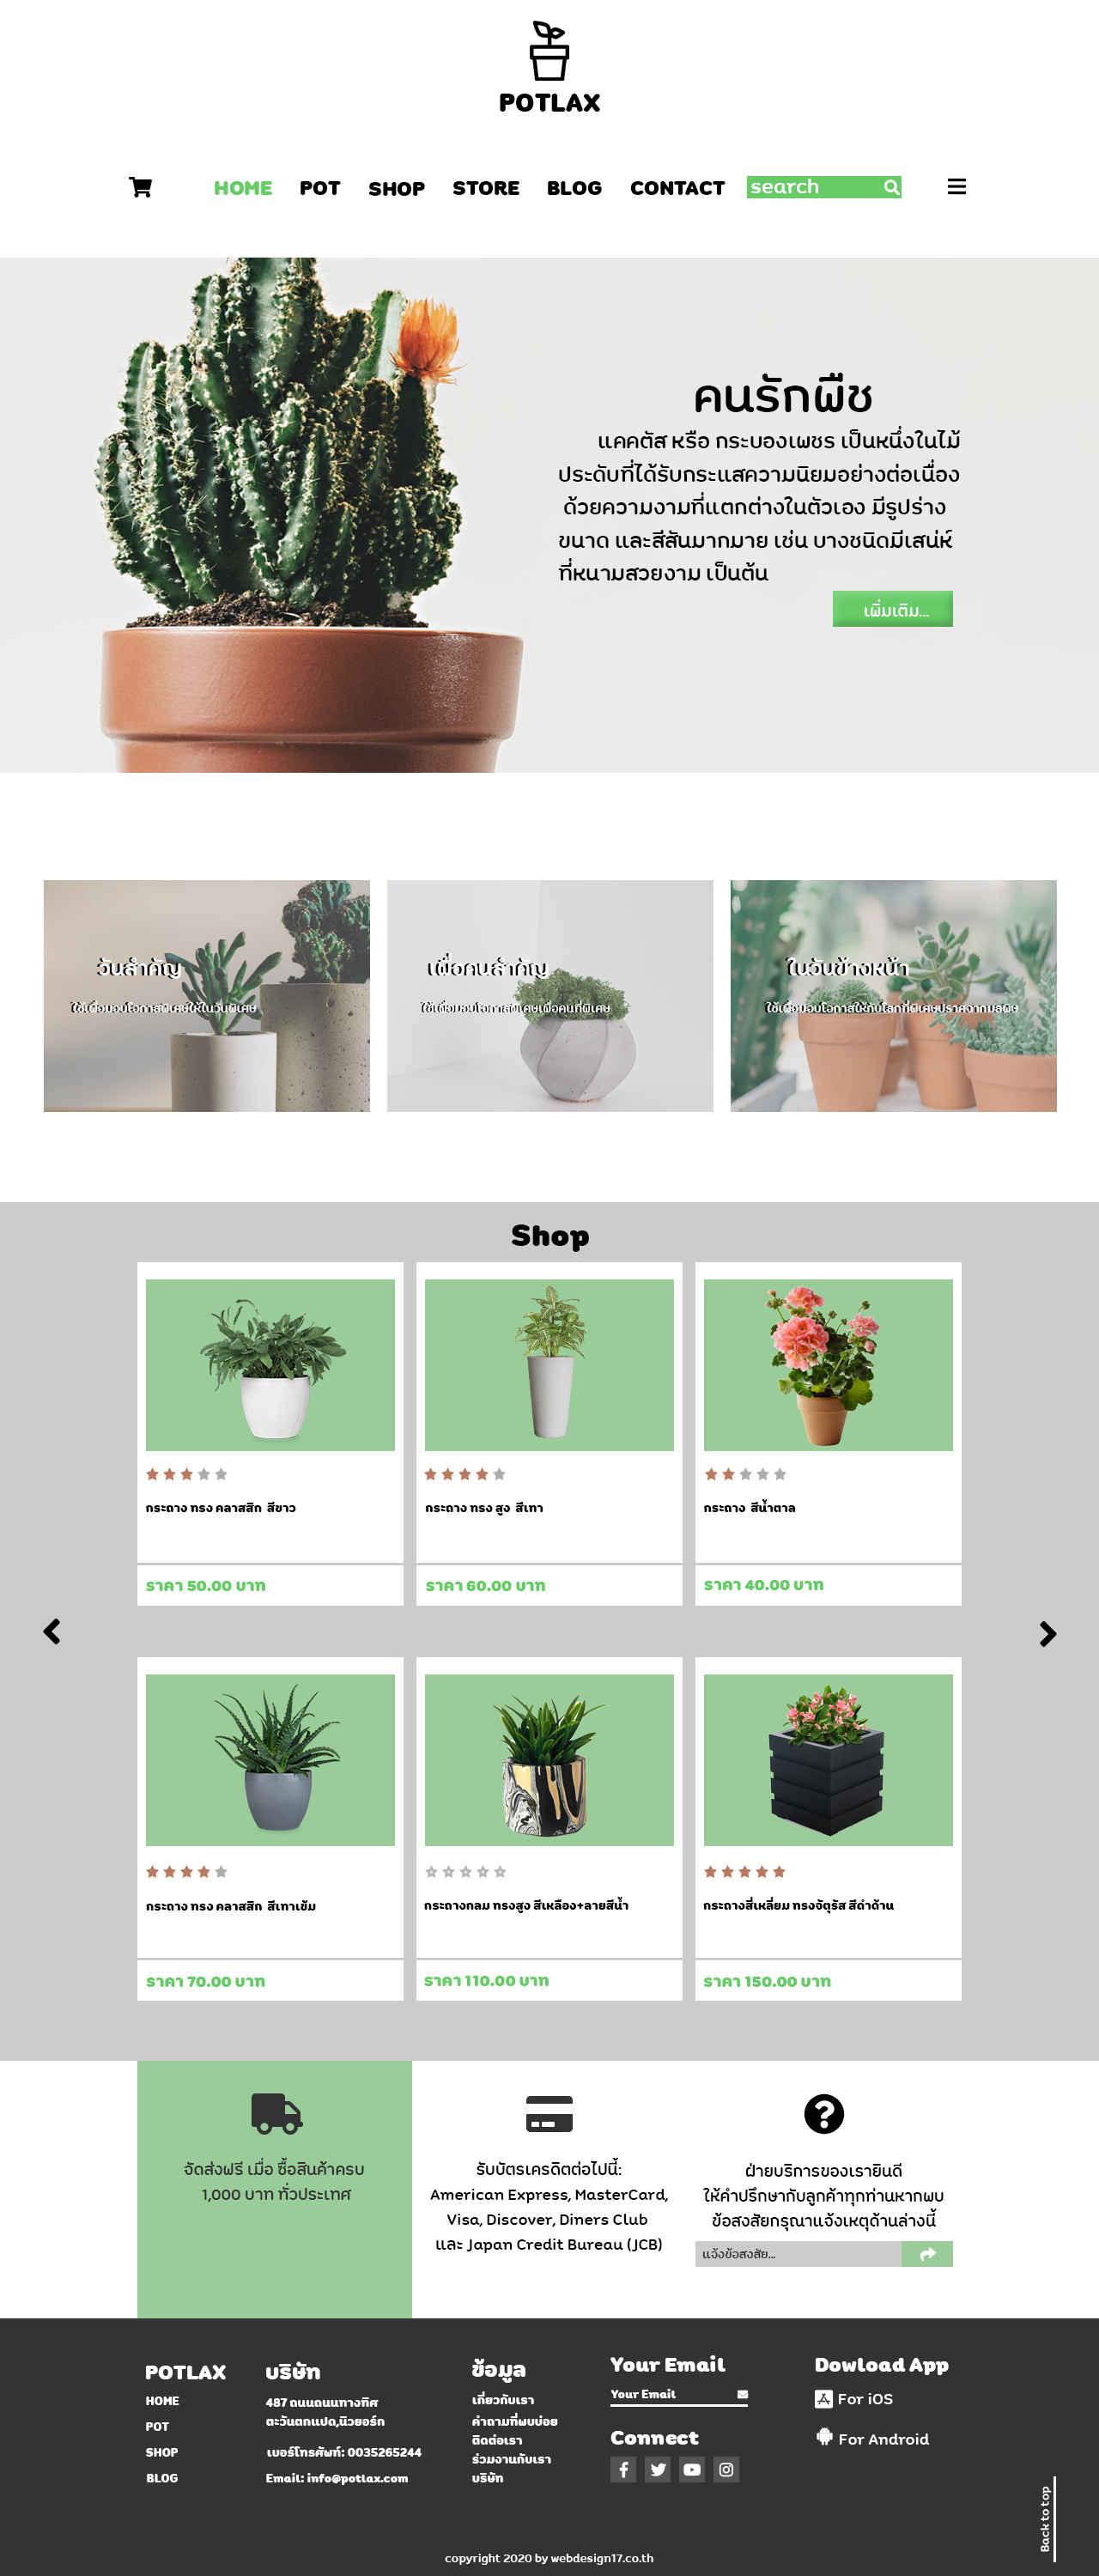 POTLAX
HOME POT SHOP STORE BLOG CONTACT search
คนรักพืช
แคคตัส หรือ กระบองเพชร เป็นหนึ่งในไม้
ประดับที่ได้รับกระแสความนิยมอย่างต่อเนื่อง
ด้วยความงามที่แตกต่างในตัวเอง มีรูปร่าง
ขนาด และสีสันมากมาย เช่น บางชนิดมีเสน่ห์
ที่หนามสวยงาม เป็นต้น
เพิ่มเติม...
วันสำคัญ
ใช้เพื่อมอบโอกาสพิเศษให้ในวันพิเศษ
เพื่อคนสำคัญ
ใช้เพื่อมอบโอกาสพิเศษเพื่อคนที่พิเศษ
ในวันข้างหน้า
ใช้เพื่อมอบโอกาสให้กับโลกที่พิเศษปราศจากมลพิษ
Shop
กระถาง ทรง คลาสสิก สีขาว
ราคา 50.00 บาท
กระถาง ทรง สูง สีเทา
ราคา 60.00 บาท
กระถาง สีน้ำตาล
ราคา 40.00 บาท
กระถาง ทรง คลาสสิก สีเทาเข้ม
ราคา 70.00 บาท
กระถางกลม ทรงสูง สีเหลือง+ลายสีน้ำ
ราคา 110.00 บาท
กระถางสี่เหลี่ยม ทรงจัตุรัส สีดำด้าน
ราคา 150.00 บาท
จัดส่งฟรี เมื่อ ซื้อสินค้าครบ
1,000 บาท ทั่วประเทศ
รับบัตรเครดิตต่อไปนี้:
American Express, MasterCard,
Visa, Discover, Diners Club
และ Japan Credit Bureau (JCB)
ฝ่ายบริการของเรายินดี
ให้คำปรึกษากับลูกค้าทุกท่านหากพบ
ข้อสงสัยกรุณาแจ้งเหตุด้านล่างนี้
แจ้งข้อสงสัย...
POTLAX
HOME
POT
SHOP
BLOG
บริษัท
487 ถนนถนนทางทิศ
ตะวันตกแปด,นิวยอร์ก
เบอร์โทรศัพท์: 0035265244
Email: info@potlax.com
ข้อมูล
เกี่ยวกับเรา
คำถามที่พบบ่อย
ติดต่อเรา
ร่วมงานกับเรา
บริษัท
Your Email
Your Email
Connect
Dowload App
For iOS
For Android
Back to top
copyright 2020 by webdesign17.co.th